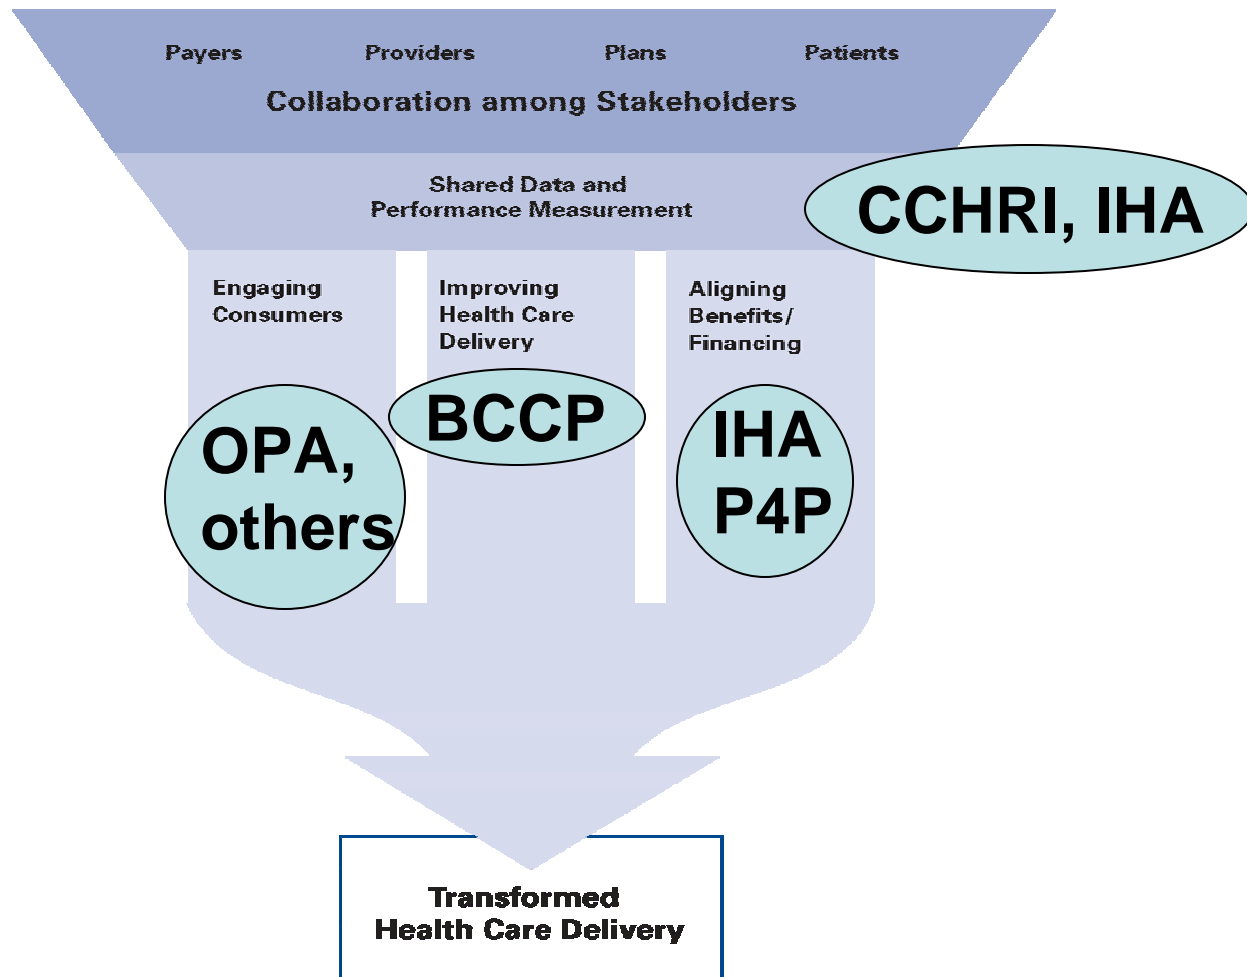 Payers Providers Plans Patients
Collaboration among Stakeholders
Shared Data and
Performance Measurement
CCHRI, IHA
Engaging
Consumers
OPA,
others
Improving
Health Care
Delivery
BCCP
Aligning
Benefits/
Financing
IHA
P4P
Transformed
Health Care Delivery